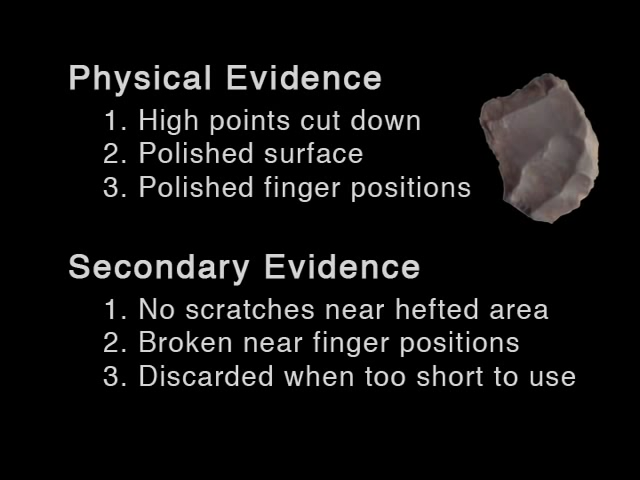 Physical Evidence
1. High points cut down
2. Polished surface
3. Polished finger positions
Secondary Evidence
1. No scratches near hefted area
2. Broken near finger positions
3. Discarded when too short to use